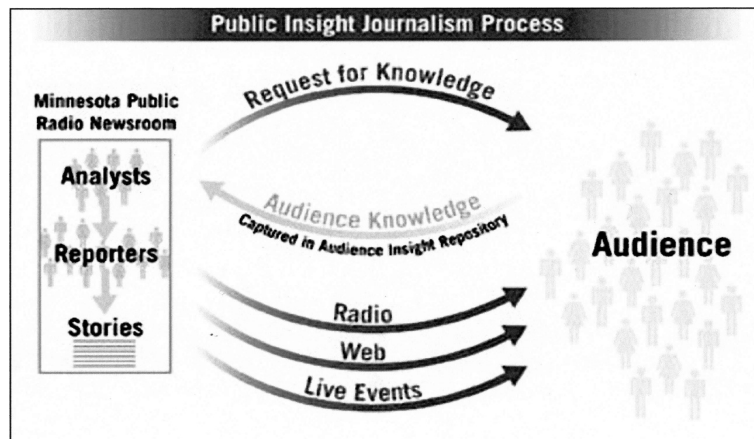 Public Insight Journalism Process
Minnesota Public
Radio Newsroom
Analysts
Reporters
Stories
Request for Knowledge
Audience Knowledge
Captured in Audience Insight Repository
Radio
Web
Live Events
Audience